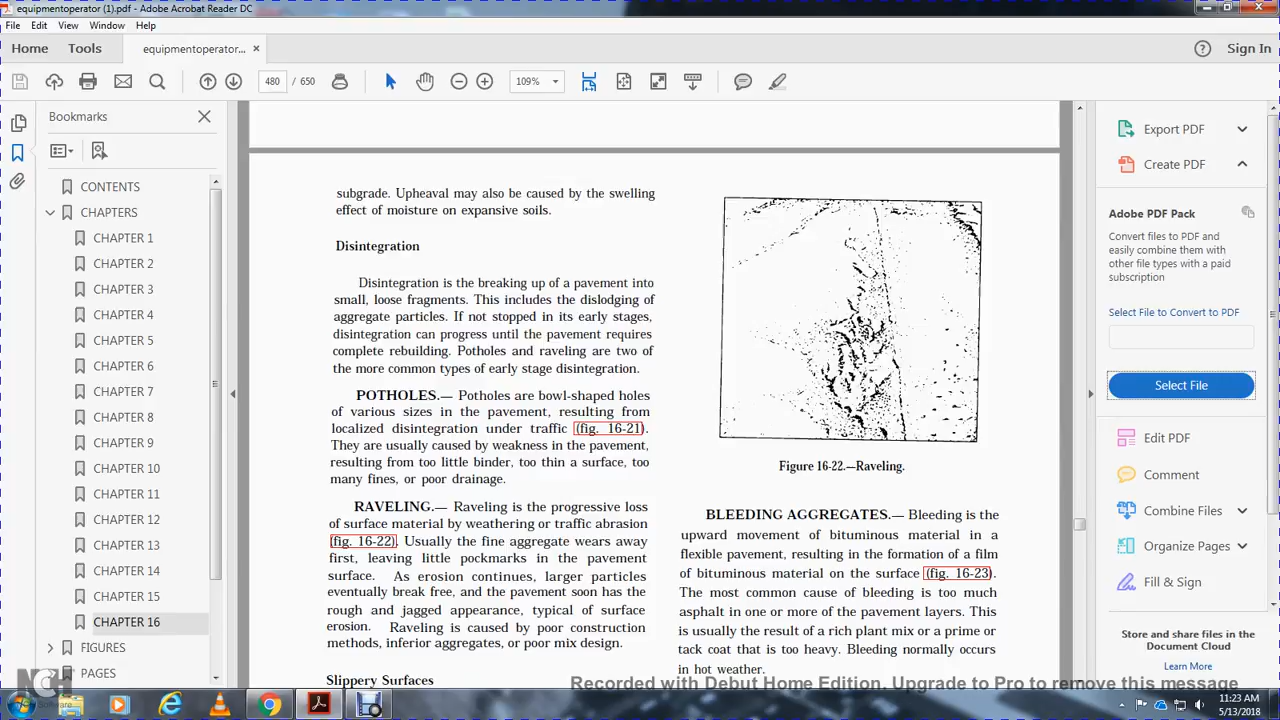 equipmentoperator (1).pdf - Adobe Acrobat Reader DC
File Edit View Window Help
Home Tools equipmentoperator... × Sign In
480 / 650 109%
Bookmarks
CONTENTS
CHAPTERS
CHAPTER 1
CHAPTER 2
CHAPTER 3
CHAPTER 4
CHAPTER 5
CHAPTER 6
CHAPTER 7
CHAPTER 8
CHAPTER 9
CHAPTER 10
CHAPTER 11
CHAPTER 12
CHAPTER 13
CHAPTER 14
CHAPTER 15
CHAPTER 16
FIGURES
PAGES
subgrade. Upheaval may also be caused by the swelling
effect of moisture on expansive soils.
Disintegration
Disintegration is the breaking up of a pavement into
small, loose fragments. This includes the dislodging of
aggregate particles. If not stopped in its early stages,
disintegration can progress until the pavement requires
complete rebuilding. Potholes and raveling are two of
the more common types of early stage disintegration.
POTHOLES.— Potholes are bowl-shaped holes
of various sizes in the pavement, resulting from
localized disintegration under traffic (fig. 16-21).
They are usually caused by weakness in the pavement,
resulting from too little binder, too thin a surface, too
many fines, or poor drainage.
RAVELING.— Raveling is the progressive loss
of surface material by weathering or traffic abrasion
(fig. 16-22). Usually the fine aggregate wears away
first, leaving little pockmarks in the pavement
surface. As erosion continues, larger particles
eventually break free, and the pavement soon has the
rough and jagged appearance, typical of surface
erosion. Raveling is caused by poor construction
methods, inferior aggregates, or poor mix design.
Slippery Surfaces
Figure 16-22.—Raveling.
BLEEDING AGGREGATES.— Bleeding is the
upward movement of bituminous material in a
flexible pavement, resulting in the formation of a film
of bituminous material on the surface (fig. 16-23).
The most common cause of bleeding is too much
asphalt in one or more of the pavement layers. This
is usually the result of a rich plant mix or a prime or
tack coat that is too heavy. Bleeding normally occurs
in hot weather.
Export PDF
Create PDF
Adobe PDF Pack
Convert files to PDF and
easily combine them with
other file types with a paid
subscription
Select File to Convert to PDF
Select File
Edit PDF
Comment
Combine Files
Organize Pages
Fill & Sign
Store and share files in the
Document Cloud
Learn More
NCH
Recorded with Debut Home Edition. Upgrade to Pro to remove this message
11:23 AM
5/13/2018